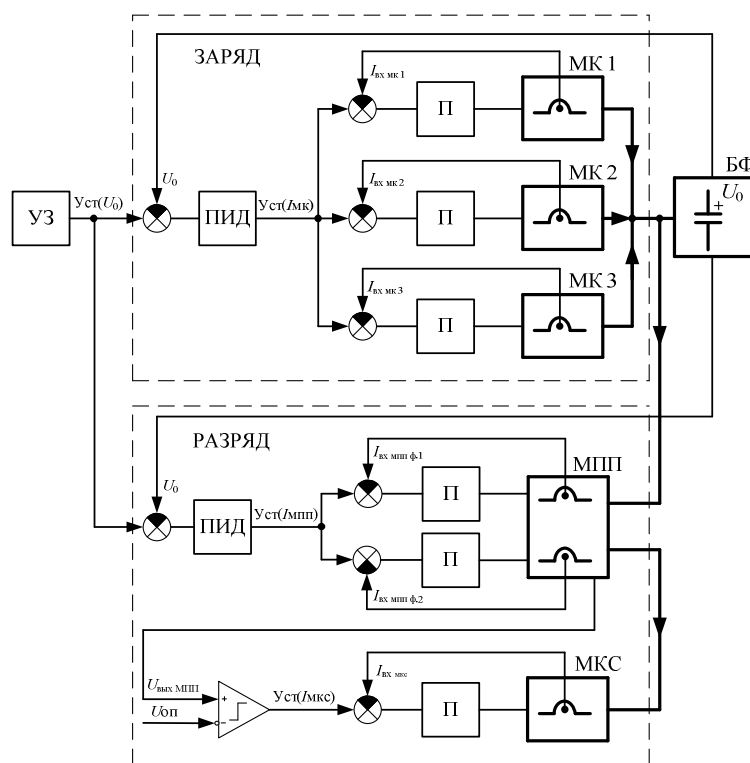 ЗАРЯД
МК 1
Iвх мк 1
П
БФ
Уст(U0)
U0
МК 2
Iвх мк 2
+
U0
УЗ
ПИД
Уст(Iмк)
П
МК 3
Iвх мк 3
П
РАЗРЯД
МПП
Iвх мпп ф.1
U0
П
Уст(Iмпп)
ПИД
П
Iвх мпп ф.2
МКС
Iвх мкс
Uвых МПП
+
Уст(Iмкс)
П
Uоп
−